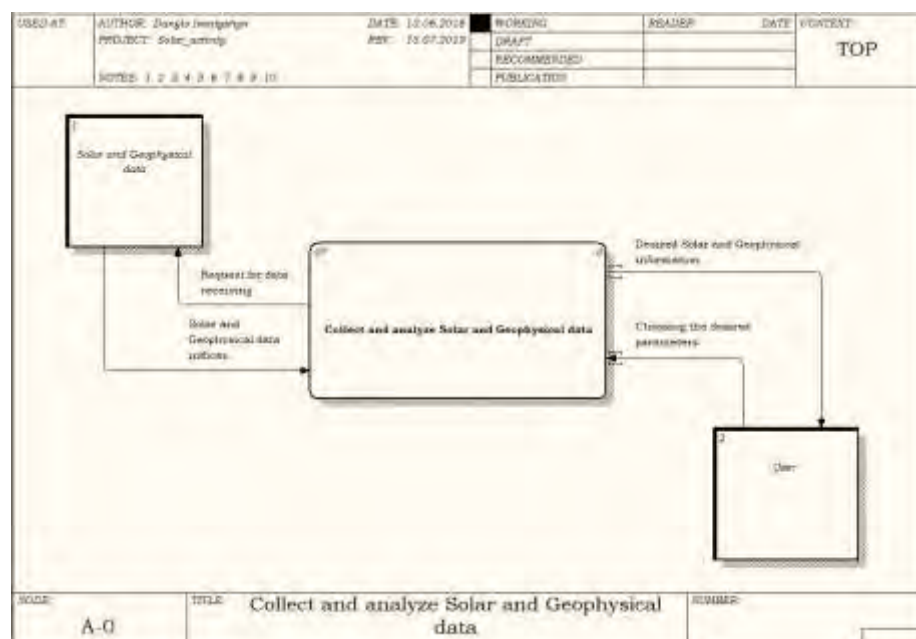 USED AT:
AUTHOR:
DATE: 12.06.2018
WORKING
READER
DATE
CONTEXT:
PROJECT: Solar_activity
REV: 15.07.2019
DRAFT
TOP
RECOMMENDED
NOTES: 1 2 3 4 5 6 7 8 9 10
PUBLICATION
1
Solar and Geophysical
data
Request for data
receiving
Solar and
Geophysical data
indices
Collect and analyze Solar and Geophysical data
Desired Solar and Geophysical
information
Choosing the desired
parameters
2
User
NODE:
TITLE:
Collect and analyze Solar and Geophysical
data
NUMBER:
A-0